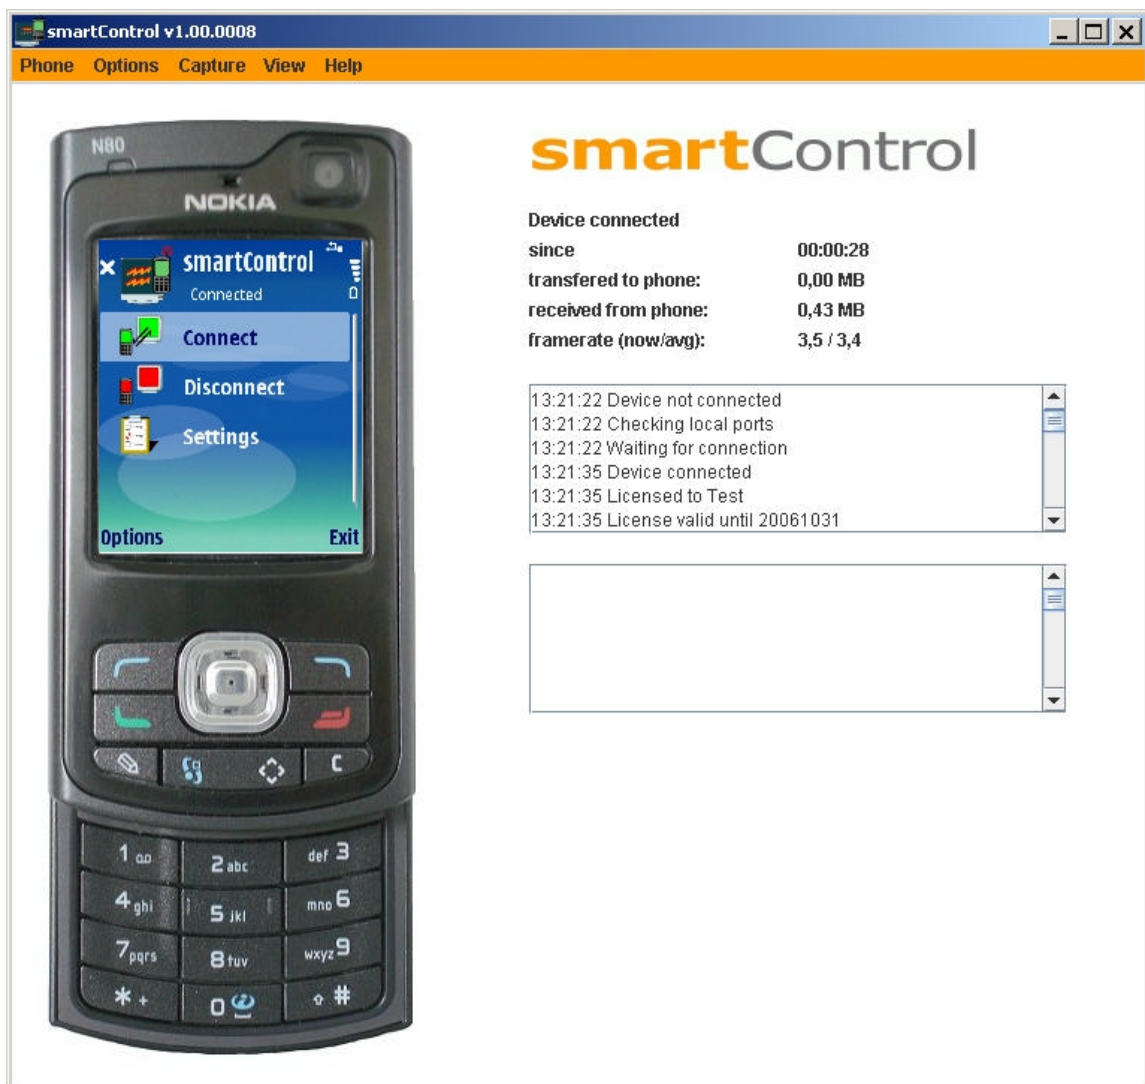 smartControl v1.00.0008
Phone Options Capture View Help
N80
NOKIA
smartControl
Connected
Connect
Disconnect
Settings
Options Exit
C
1
2 abc
def 3
4 ghi
5 jkl
mno 6
7 pqrs
8 tuv
wxyz 9
* +
0
#
smartControl
Device connected
since 00:00:28
transfered to phone: 0,00 MB
received from phone: 0,43 MB
framerate (now/avg): 3,5 / 3,4
13:21:22 Device not connected
13:21:22 Checking local ports
13:21:22 Waiting for connection
13:21:35 Device connected
13:21:35 Licensed to Test
13:21:35 License valid until 20061031